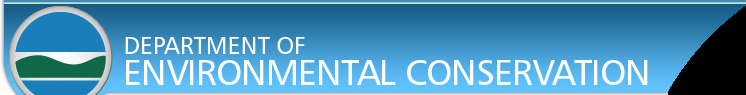 DEPARTMENT OF
ENVIRONMENTAL CONSERVATION